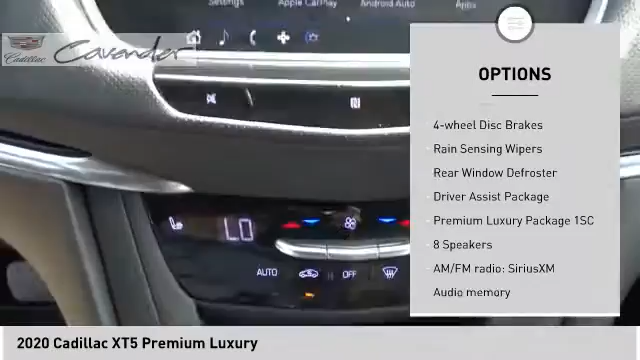 Settings
Apple CarPlay
Android Auto
Apps
Cadillac
Cavender
LO
AUTO
OFF
OPTIONS
4-wheel Disc Brakes
Rain Sensing Wipers
Rear Window Defroster
Driver Assist Package
Premium Luxury Package 1SC
8 Speakers
AM/FM radio: SiriusXM
Audio memory
2020 Cadillac XT5 Premium Luxury